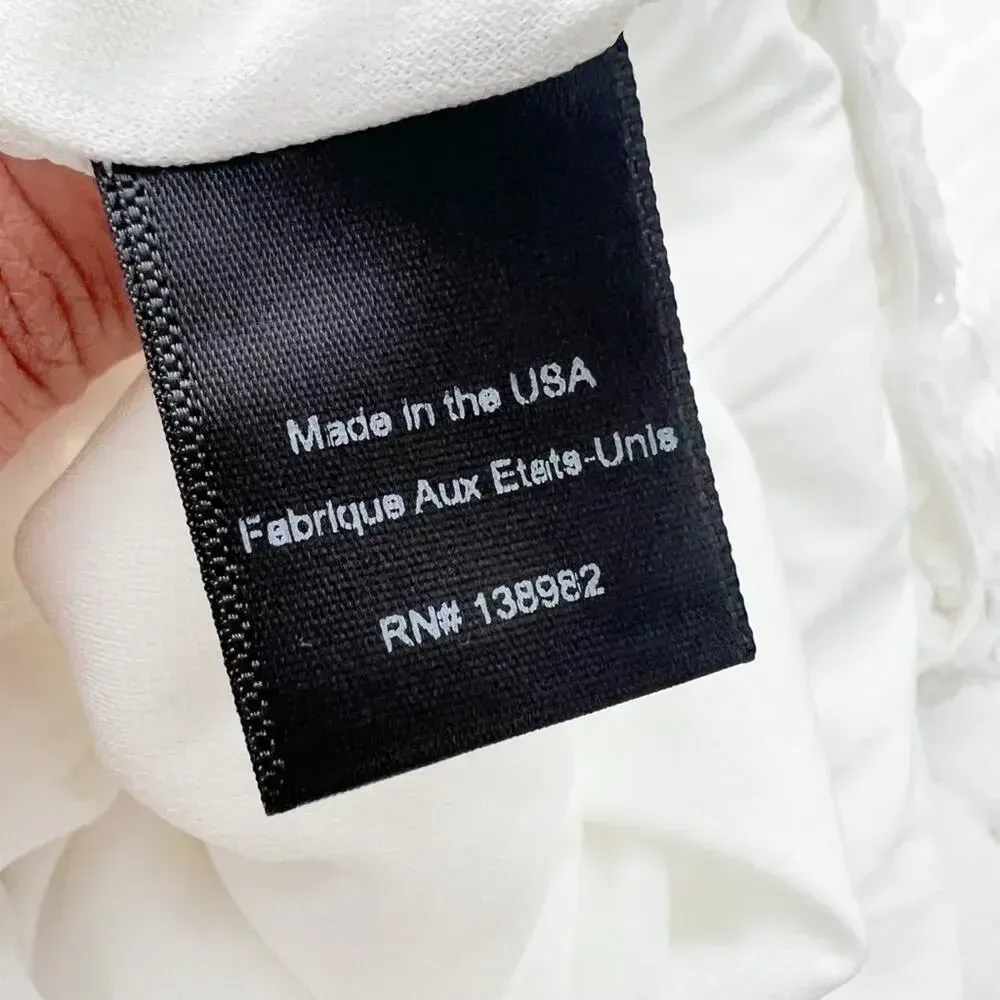 Made in the USA
Fabrique Aux Etats-Unis
RN# 138982